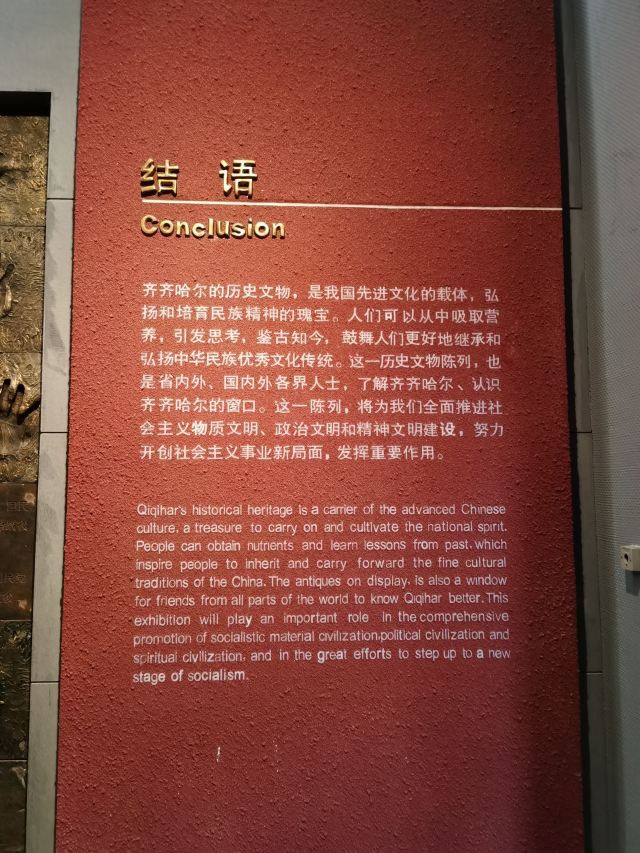 结 语
Conclusion
齐齐哈尔的历史文物，是我国先进文化的载体，弘
扬和培育民族精神的瑰宝。人们可以从中吸取营
养，引发思考，鉴古知今，鼓舞人们更好地继承和
弘扬中华民族优秀文化传统。这一历史文物陈列，也
是省内外、国内外各界人士，了解齐齐哈尔、认识
齐齐哈尔的窗口。这一陈列，将为我们全面推进社
会主义物质文明、政治文明和精神文明建设，努力
开创社会主义事业新局面，发挥重要作用。
Qiqihar's historical heritage is a carrier of the advanced Chinese
culture, a treasure to carry on and cultivate the national spirit.
People can obtain nutrients and learn lessons from past, which
inspire people to inherit and carry forward the fine cultural
traditions of the China. The antiques on display, is also a window
for friends from all parts of the world to know Qiqihar better. This
exhibition will play an important role in the comprehensive
promotion of socialistic material civilization,political civilization and
spiritual civilization, and in the great efforts to step up to a new
stage of socialism.